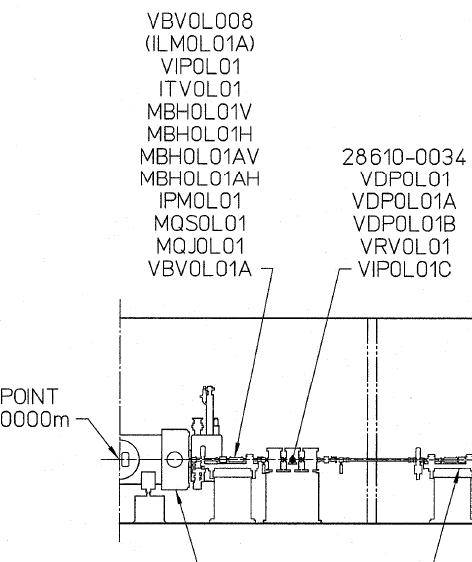 VBV0L008
(ILM0L01A)
VIP0L01
ITV0L01
MBH0L01V
MBH0L01H
MBH0L01AV
MBH0L01AH
IPM0L01
MQS0L01
MQJ0L01
VBV0L01A
28610-0034
VDP0L01
VDP0L01A
VDP0L01B
VRV0L01
VIP0L01C
POINT
0000m